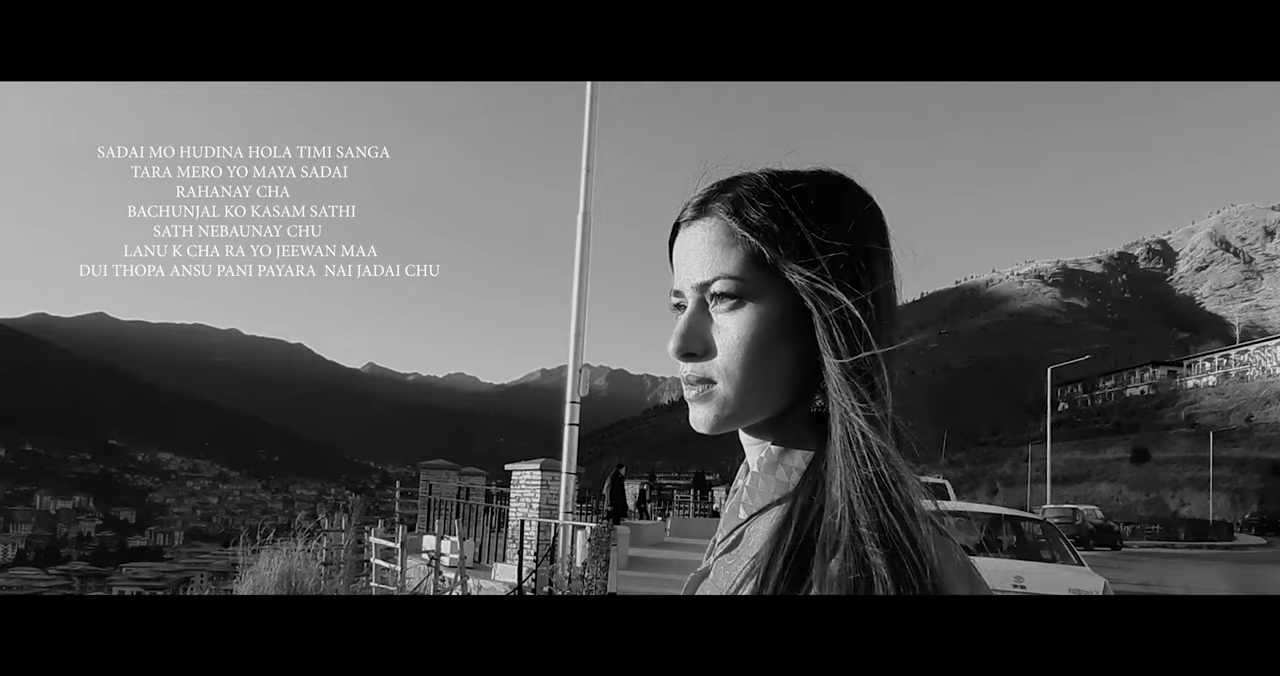 SADAI MO HUDINA HOLA TIMI SANGA
TARA MERO YO MAYA SADAI
RAHANAY CHA
BACHUNJAL KO KASAM SATHI
SATH NEBAUNAY CHU
LANU K CHA RA YO JEEWAN MAA
DUI THOPA ANSU PANI PAYARA  NAI JADAI CHU